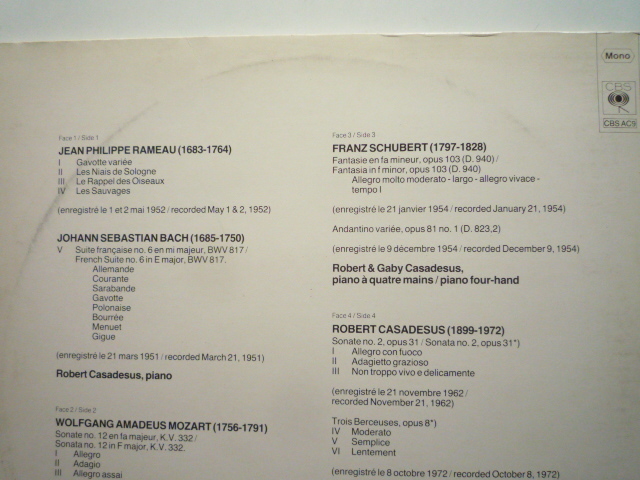 Mono
CBS
CBS ACS
Face 1 / Side 1
JEAN PHILIPPE RAMEAU (1683-1764)
I Gavotte variée
II Les Niais de Sologne
III Le Rappel des Oiseaux
IV Les Sauvages
(enregistré le 1 et 2 mai 1952 / recorded May 1 & 2, 1952)
JOHANN SEBASTIAN BACH (1685-1750)
V Suite française no. 6 en mi majeur, BWV 817 /
French Suite no. 6 in E major, BWV 817.
Allemande
Courante
Sarabande
Gavotte
Polonaise
Bourrée
Menuet
Gigue
(enregistré le 21 mars 1951 / recorded March 21, 1951)
Robert Casadesus, piano
Face 2 / Side 2
WOLFGANG AMADEUS MOZART (1756-1791)
Sonate no. 12 en fa majeur, K.V. 332 /
Sonata no. 12 in F major, K.V. 332.
I Allegro
II Adagio
III Allegro assai
Face 3 / Side 3
FRANZ SCHUBERT (1797-1828)
Fantasie en fa mineur, opus 103 (D. 940) /
Fantasia in f minor, opus 103 (D. 940)
Allegro molto moderato - largo - allegro vivace -
tempo I
(enregistré le 21 janvier 1954 / recorded January 21, 1954)
Andantino variée, opus 81 no. 1 (D. 823,2)
(enregistré le 9 décembre 1954 / recorded December 9, 1954)
Robert & Gaby Casadesus,
piano à quatre mains / piano four-hand
Face 4 / Side 4
ROBERT CASADESUS (1899-1972)
Sonate no. 2, opus 31 / Sonata no. 2, opus 31*)
I Allegro con fuoco
II Adagietto grazioso
III Non troppo vivo e delicamente
(enregistré le 21 novembre 1962 /
recorded November 21, 1962)
Trois Berceuses, opus 8*)
IV Moderato
V Semplice
VI Lentement
(enregistré le 8 octobre 1972 / recorded October 8, 1972)